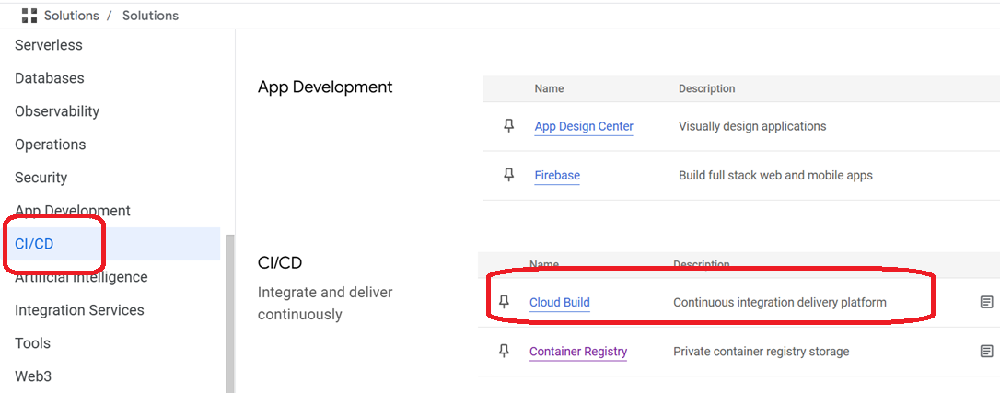 Solutions / Solutions
Serverless
Databases
Observability
Operations
Security
App Development
CI/CD
Artificial Intelligence
Integration Services
Tools
Web3
App Development
Name Description
App Design Center Visually design applications
Firebase Build full stack web and mobile apps
CI/CD
Integrate and deliver
continuously
Name Description
Cloud Build Continuous integration delivery platform
Container Registry Private container registry storage